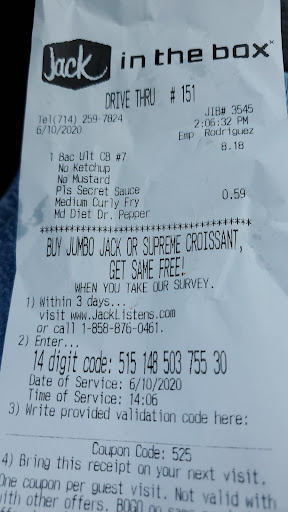 Jack in the box
DRIVE THRU # 151
JIB# 3545
Tel(714) 259-7824 2:06:32 PM
6/10/2020 Emp Rodriguez
8.18
1 Bac Ult CB #7
No Ketchup
No Mustard
Pls Secret Sauce
Medium Curly Fry 0.59
Md Diet Dr. Pepper
BUY JUMBO JACK OR SUPREME CROISSANT,
GET SAME FREE!
WHEN YOU TAKE OUR SURVEY.
1) Within 3 days...
visit www.JackListens.com
or call 1-858-876-0461.
2) Enter...
14 digit code: 515 148 503 755 30
Date of Service: 6/10/2020
Time of Service: 14:06
3) Write provided validation code here:
Coupon Code: 525
4) Bring this receipt on your next visit.
One coupon per guest visit. Not valid with
with other offers. BOGO on same